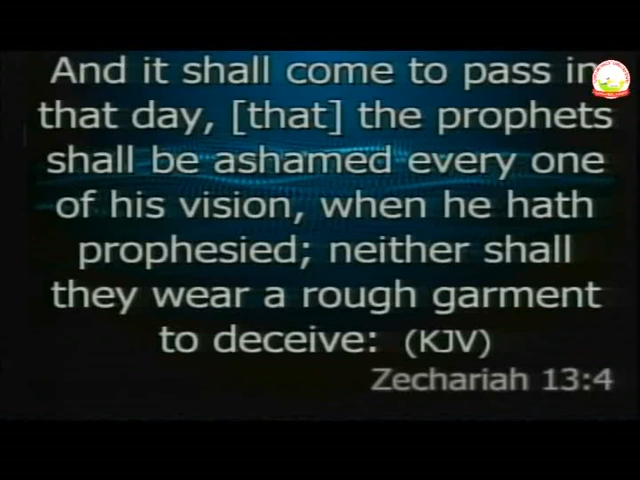 And it shall come to pass in
that day, [that] the prophets
shall be ashamed every one
of his vision, when he hath
prophesied; neither shall
they wear a rough garment
to deceive: (KJV)
Zechariah 13:4